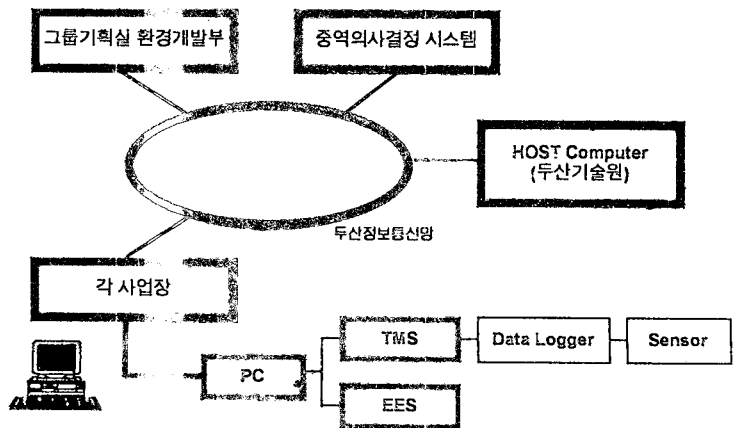 그룹기획실 환경개발부
중역의사결정 시스템
HOST Computer
(두산기술원)
두산정보통신망
각 사업장
TMS
Data Logger
Sensor
PC
EES